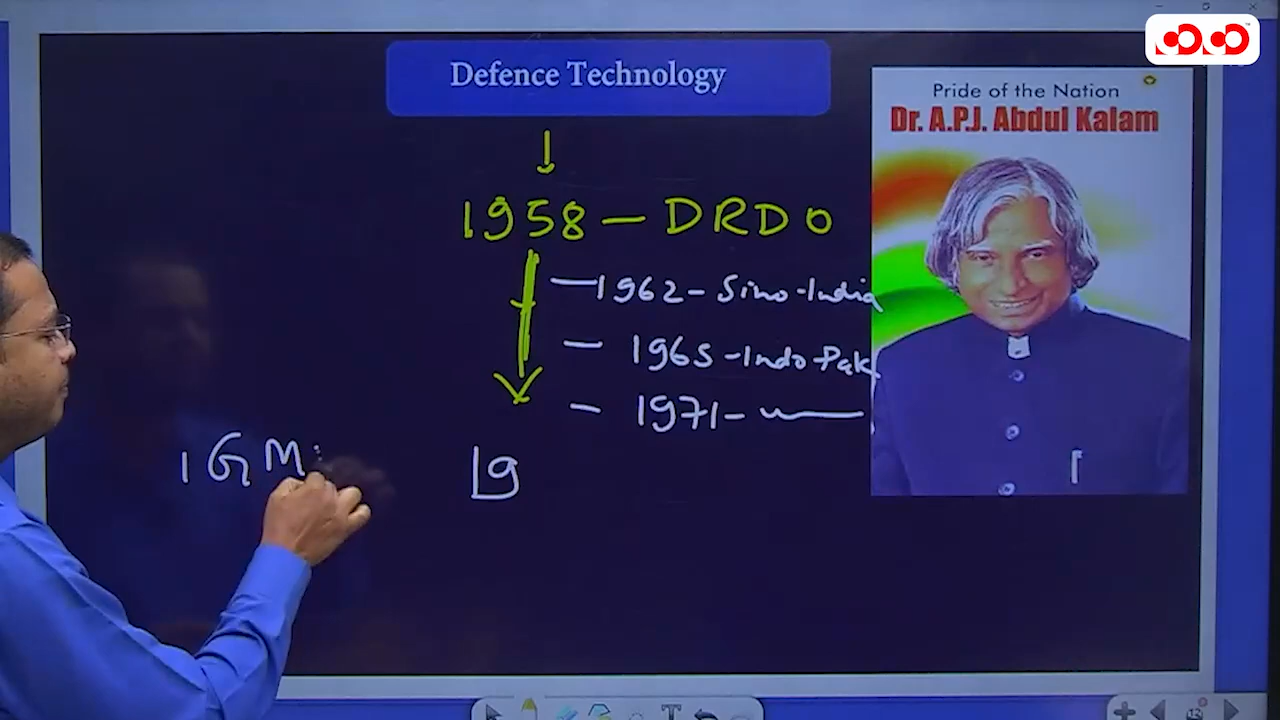 Defence Technology
Pride of the Nation
Dr. A.P.J. Abdul Kalam
1958 - DRDO
- 1962 - Sino-India
- 1965 - Indo-Pak
- 1971 -
IGM
19
T